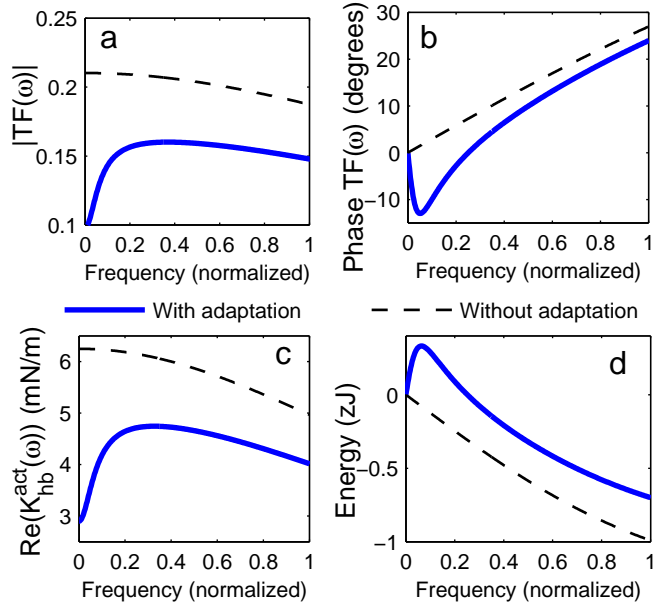 a
|TF(ω)|
0.25
0.2
0.15
0.1
0 0.2 0.4 0.6 0.8 1
Frequency (normalized)
b
Phase TF(ω) (degrees)
30
20
10
0
−10
0 0.2 0.4 0.6 0.8 1
Frequency (normalized)
With adaptation
Without adaptation
c
Re(K_hb^act(ω)) (mN/m)
6
5
4
3
0 0.2 0.4 0.6 0.8 1
Frequency (normalized)
d
Energy (zJ)
0
−0.5
−1
0 0.2 0.4 0.6 0.8 1
Frequency (normalized)